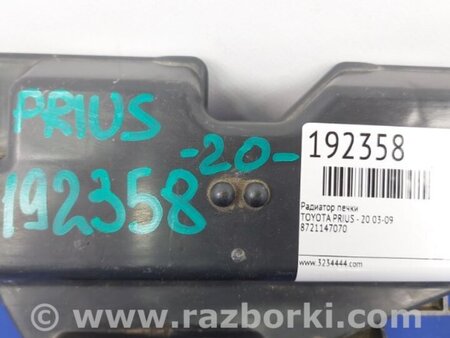 PRIUS
-20-
192358
192358
Радиатор печки
TOYOTA PRIUS - 20 03-09
8721147070
www.3234444.com
www.razborki.com